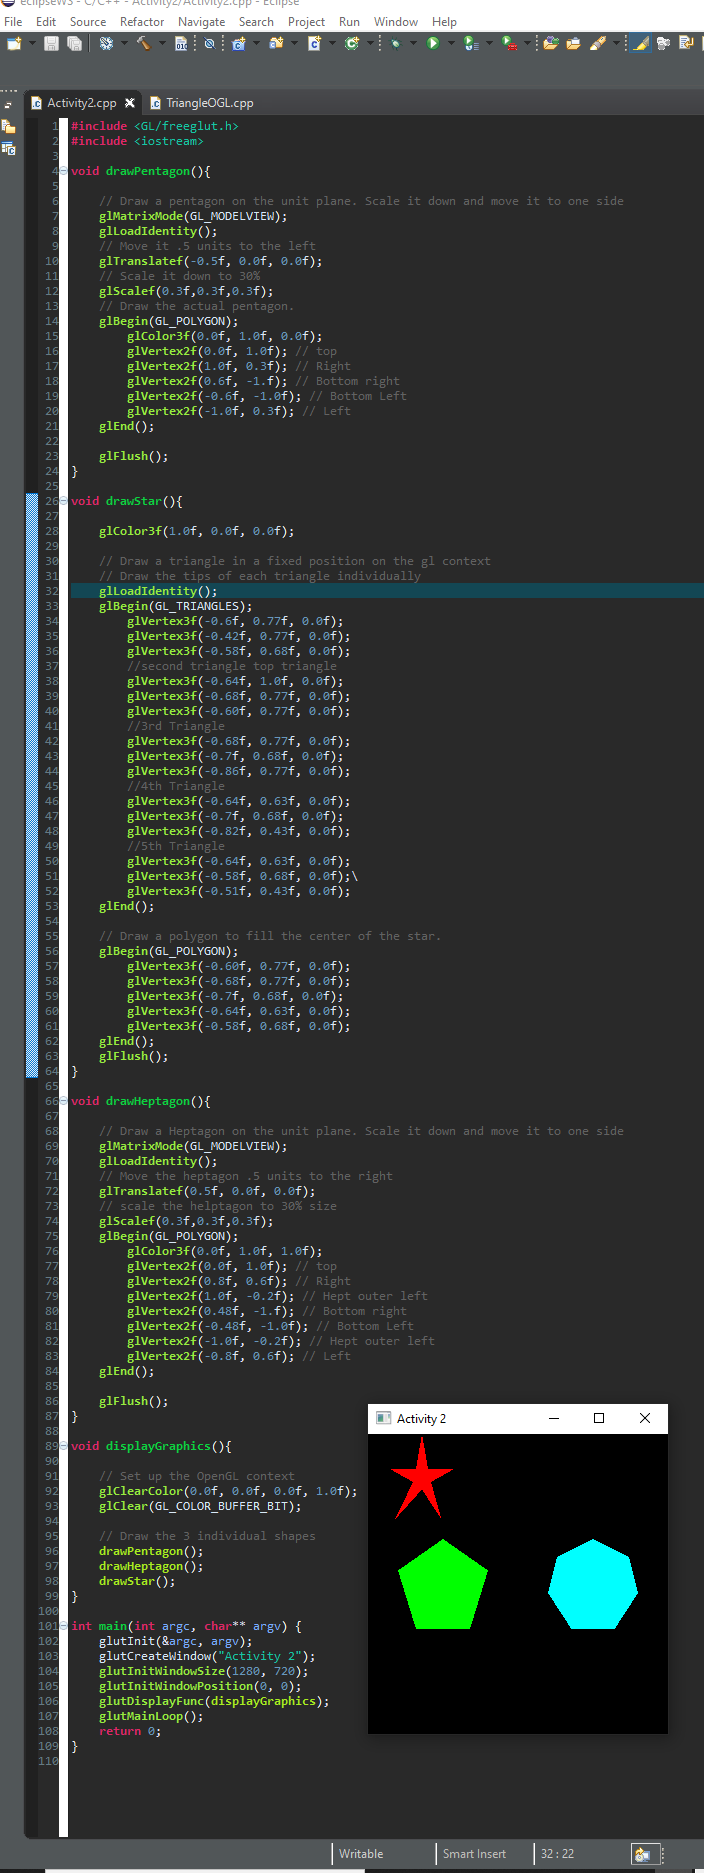 EclipseWS - C/C++ - Activity2/Activity2.cpp - Eclipse
File Edit Source Refactor Navigate Search Project Run Window Help
Activity2.cpp TriangleOGL.cpp
1 #include <GL/freeglut.h>
2 #include <iostream>
3
4 void drawPentagon(){
5
6 // Draw a pentagon on the unit plane. Scale it down and move it to one side
7 glMatrixMode(GL_MODELVIEW);
8 glLoadIdentity();
9 // Move it .5 units to the left
10 glTranslatef(-0.5f, 0.0f, 0.0f);
11 // Scale it down to 30%
12 glScalef(0.3f,0.3f,0.3f);
13 // Draw the actual pentagon.
14 glBegin(GL_POLYGON);
15 glColor3f(0.0f, 1.0f, 0.0f);
16 glVertex2f(0.0f, 1.0f); // top
17 glVertex2f(1.0f, 0.3f); // Right
18 glVertex2f(0.6f, -1.f); // Bottom right
19 glVertex2f(-0.6f, -1.0f); // Bottom Left
20 glVertex2f(-1.0f, 0.3f); // Left
21 glEnd();
22
23 glFlush();
24 }
25
26 void drawStar(){
27
28 glColor3f(1.0f, 0.0f, 0.0f);
29
30 // Draw a triangle in a fixed position on the gl context
31 // Draw the tips of each triangle individually
32 glLoadIdentity();
33 glBegin(GL_TRIANGLES);
34 glVertex3f(-0.6f, 0.77f, 0.0f);
35 glVertex3f(-0.42f, 0.77f, 0.0f);
36 glVertex3f(-0.58f, 0.68f, 0.0f);
37 //second triangle top triangle
38 glVertex3f(-0.64f, 1.0f, 0.0f);
39 glVertex3f(-0.68f, 0.77f, 0.0f);
40 glVertex3f(-0.60f, 0.77f, 0.0f);
41 //3rd Triangle
42 glVertex3f(-0.68f, 0.77f, 0.0f);
43 glVertex3f(-0.7f, 0.68f, 0.0f);
44 glVertex3f(-0.86f, 0.77f, 0.0f);
45 //4th Triangle
46 glVertex3f(-0.64f, 0.63f, 0.0f);
47 glVertex3f(-0.7f, 0.68f, 0.0f);
48 glVertex3f(-0.82f, 0.43f, 0.0f);
49 //5th Triangle
50 glVertex3f(-0.64f, 0.63f, 0.0f);
51 glVertex3f(-0.58f, 0.68f, 0.0f);\
52 glVertex3f(-0.51f, 0.43f, 0.0f);
53 glEnd();
54
55 // Draw a polygon to fill the center of the star.
56 glBegin(GL_POLYGON);
57 glVertex3f(-0.60f, 0.77f, 0.0f);
58 glVertex3f(-0.68f, 0.77f, 0.0f);
59 glVertex3f(-0.7f, 0.68f, 0.0f);
60 glVertex3f(-0.64f, 0.63f, 0.0f);
61 glVertex3f(-0.58f, 0.68f, 0.0f);
62 glEnd();
63 glFlush();
64 }
65
66 void drawHeptagon(){
67
68 // Draw a Heptagon on the unit plane. Scale it down and move it to one side
69 glMatrixMode(GL_MODELVIEW);
70 glLoadIdentity();
71 // Move the heptagon .5 units to the right
72 glTranslatef(0.5f, 0.0f, 0.0f);
73 // scale the helptagon to 30% size
74 glScalef(0.3f,0.3f,0.3f);
75 glBegin(GL_POLYGON);
76 glColor3f(0.0f, 1.0f, 1.0f);
77 glVertex2f(0.0f, 1.0f); // top
78 glVertex2f(0.8f, 0.6f); // Right
79 glVertex2f(1.0f, -0.2f); // Hept outer left
80 glVertex2f(0.48f, -1.f); // Bottom right
81 glVertex2f(-0.48f, -1.0f); // Bottom Left
82 glVertex2f(-1.0f, -0.2f); // Hept outer left
83 glVertex2f(-0.8f, 0.6f); // Left
84 glEnd();
85
86 glFlush();
87 }
88
89 void displayGraphics(){
90
91 // Set up the OpenGL context
92 glClearColor(0.0f, 0.0f, 0.0f, 1.0f);
93 glClear(GL_COLOR_BUFFER_BIT);
94
95 // Draw the 3 individual shapes
96 drawPentagon();
97 drawHeptagon();
98 drawStar();
99 }
100
101 int main(int argc, char** argv) {
102 glutInit(&argc, argv);
103 glutCreateWindow("Activity 2");
104 glutInitWindowSize(1280, 720);
105 glutInitWindowPosition(0, 0);
106 glutDisplayFunc(displayGraphics);
107 glutMainLoop();
108 return 0;
109 }
110
Activity 2
Writable Smart Insert 32 : 22